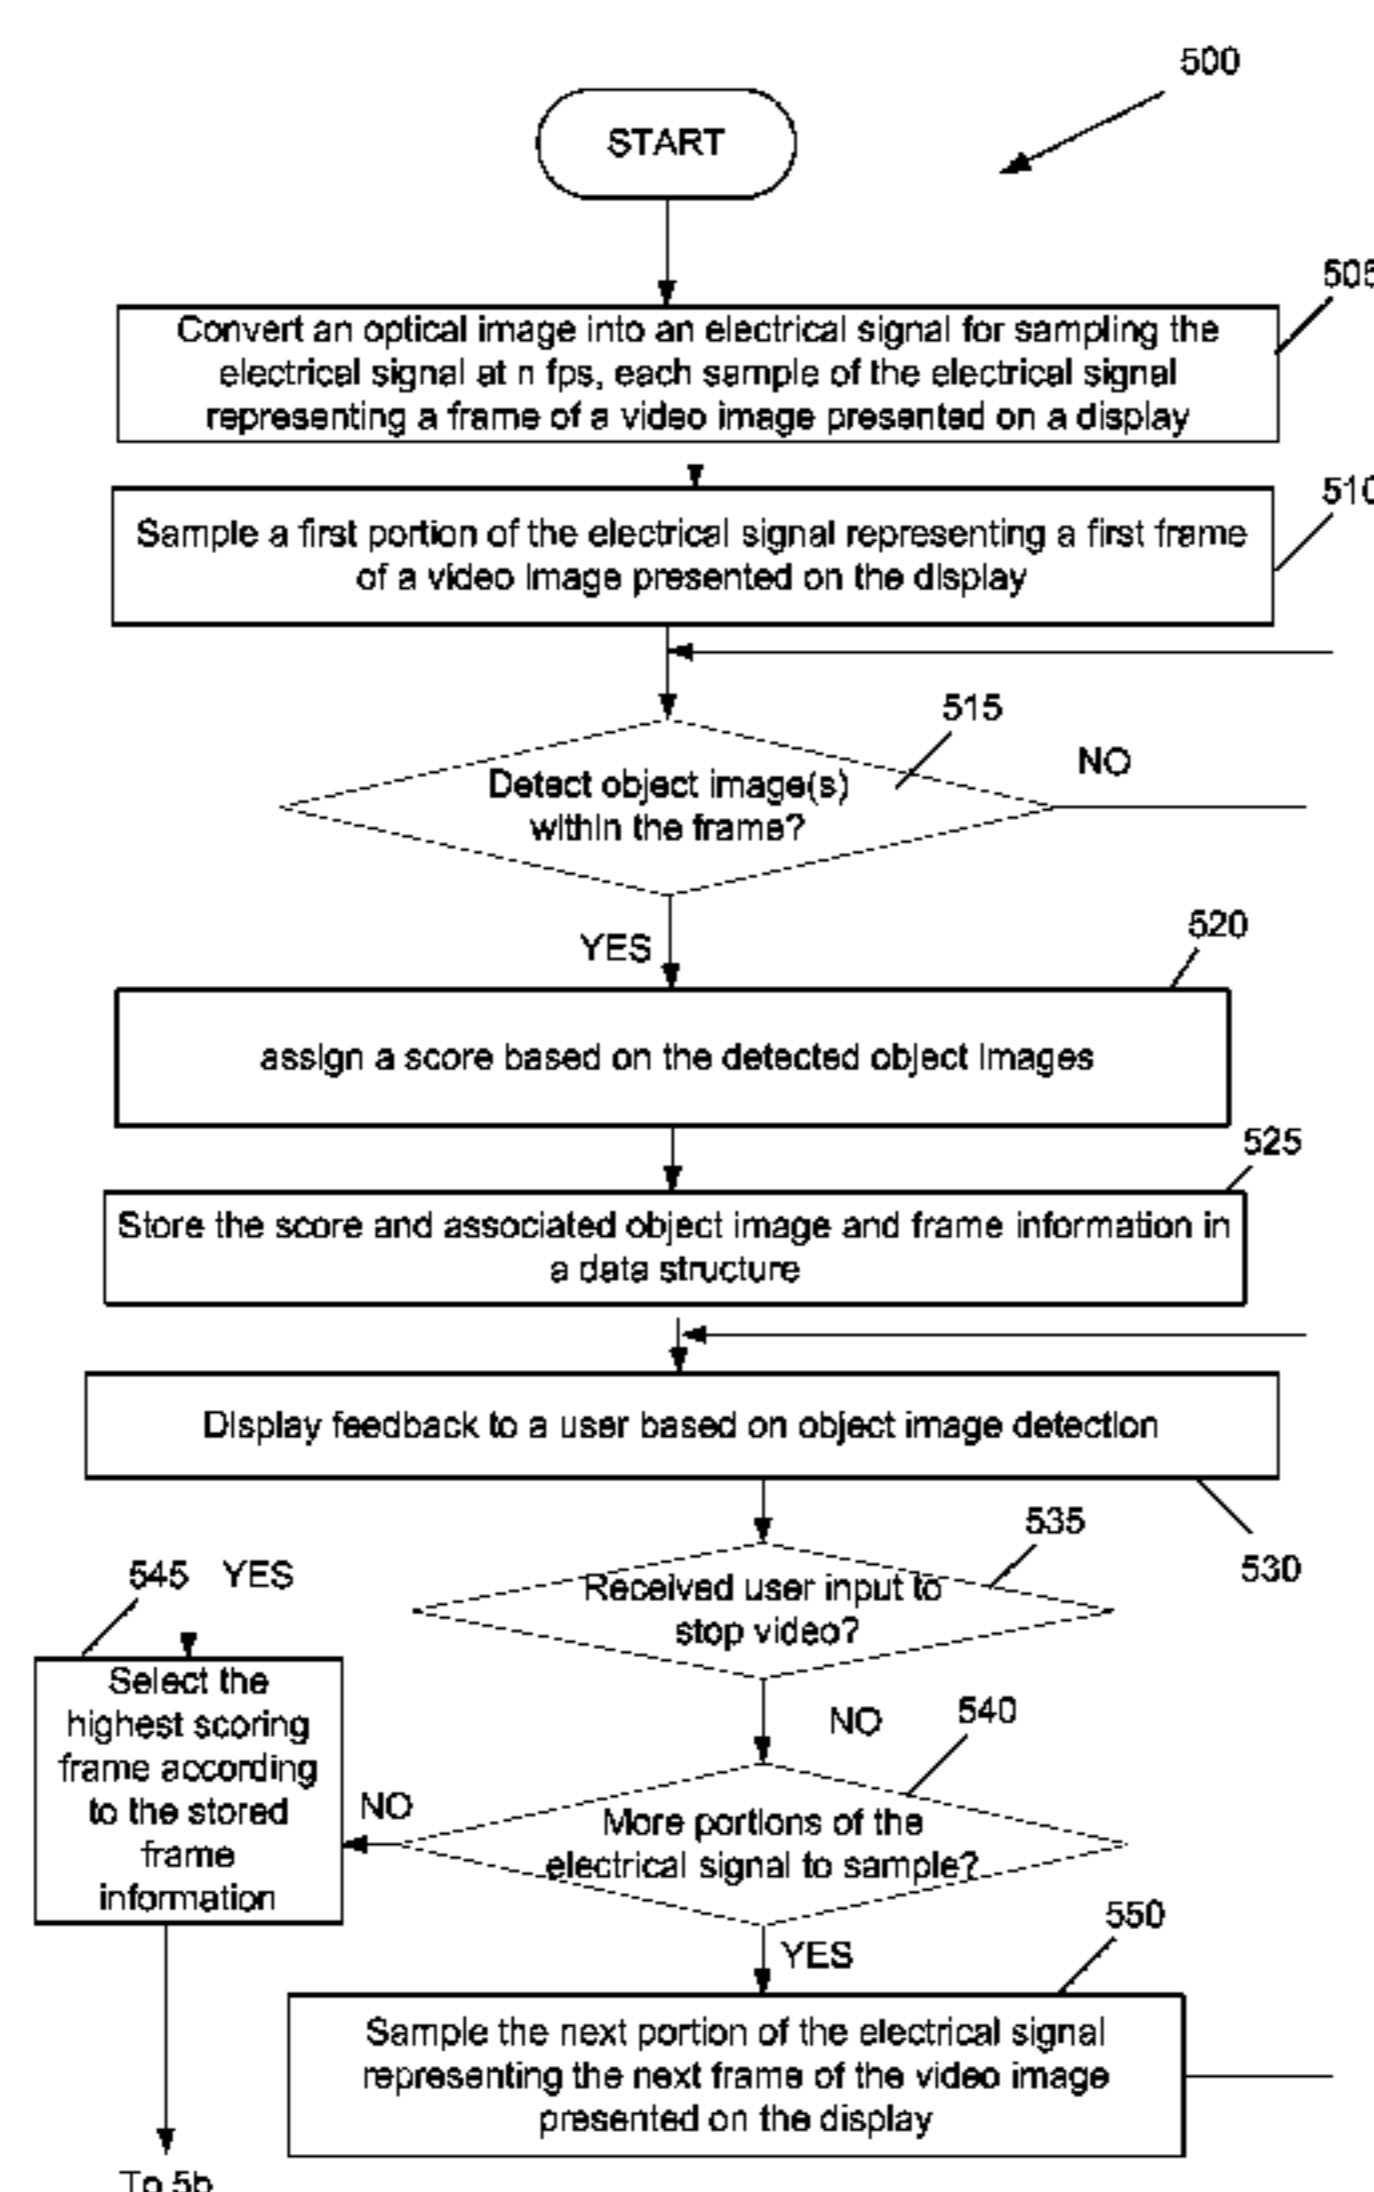 500
START
Convert an optical image into an electrical signal for sampling the
electrical signal at n fps, each sample of the electrical signal
representing a frame of a video image presented on a display
510
Sample a first portion of the electrical signal representing a first frame
of a video image presented on the display
515
NO
Detect object image(s)
within the frame?
YES
520
assign a score based on the detected object images
525
Store the score and associated object image and frame information in
a data structure
Display feedback to a user based on object image detection
530
535
Received user input to
stop video?
545 YES
Select the
highest scoring
frame according
to the stored
frame
information
NO
540
NO
More portions of the
electrical signal to sample?
YES
550
Sample the next portion of the electrical signal
representing the next frame of the video image
presented on the display
To 5b